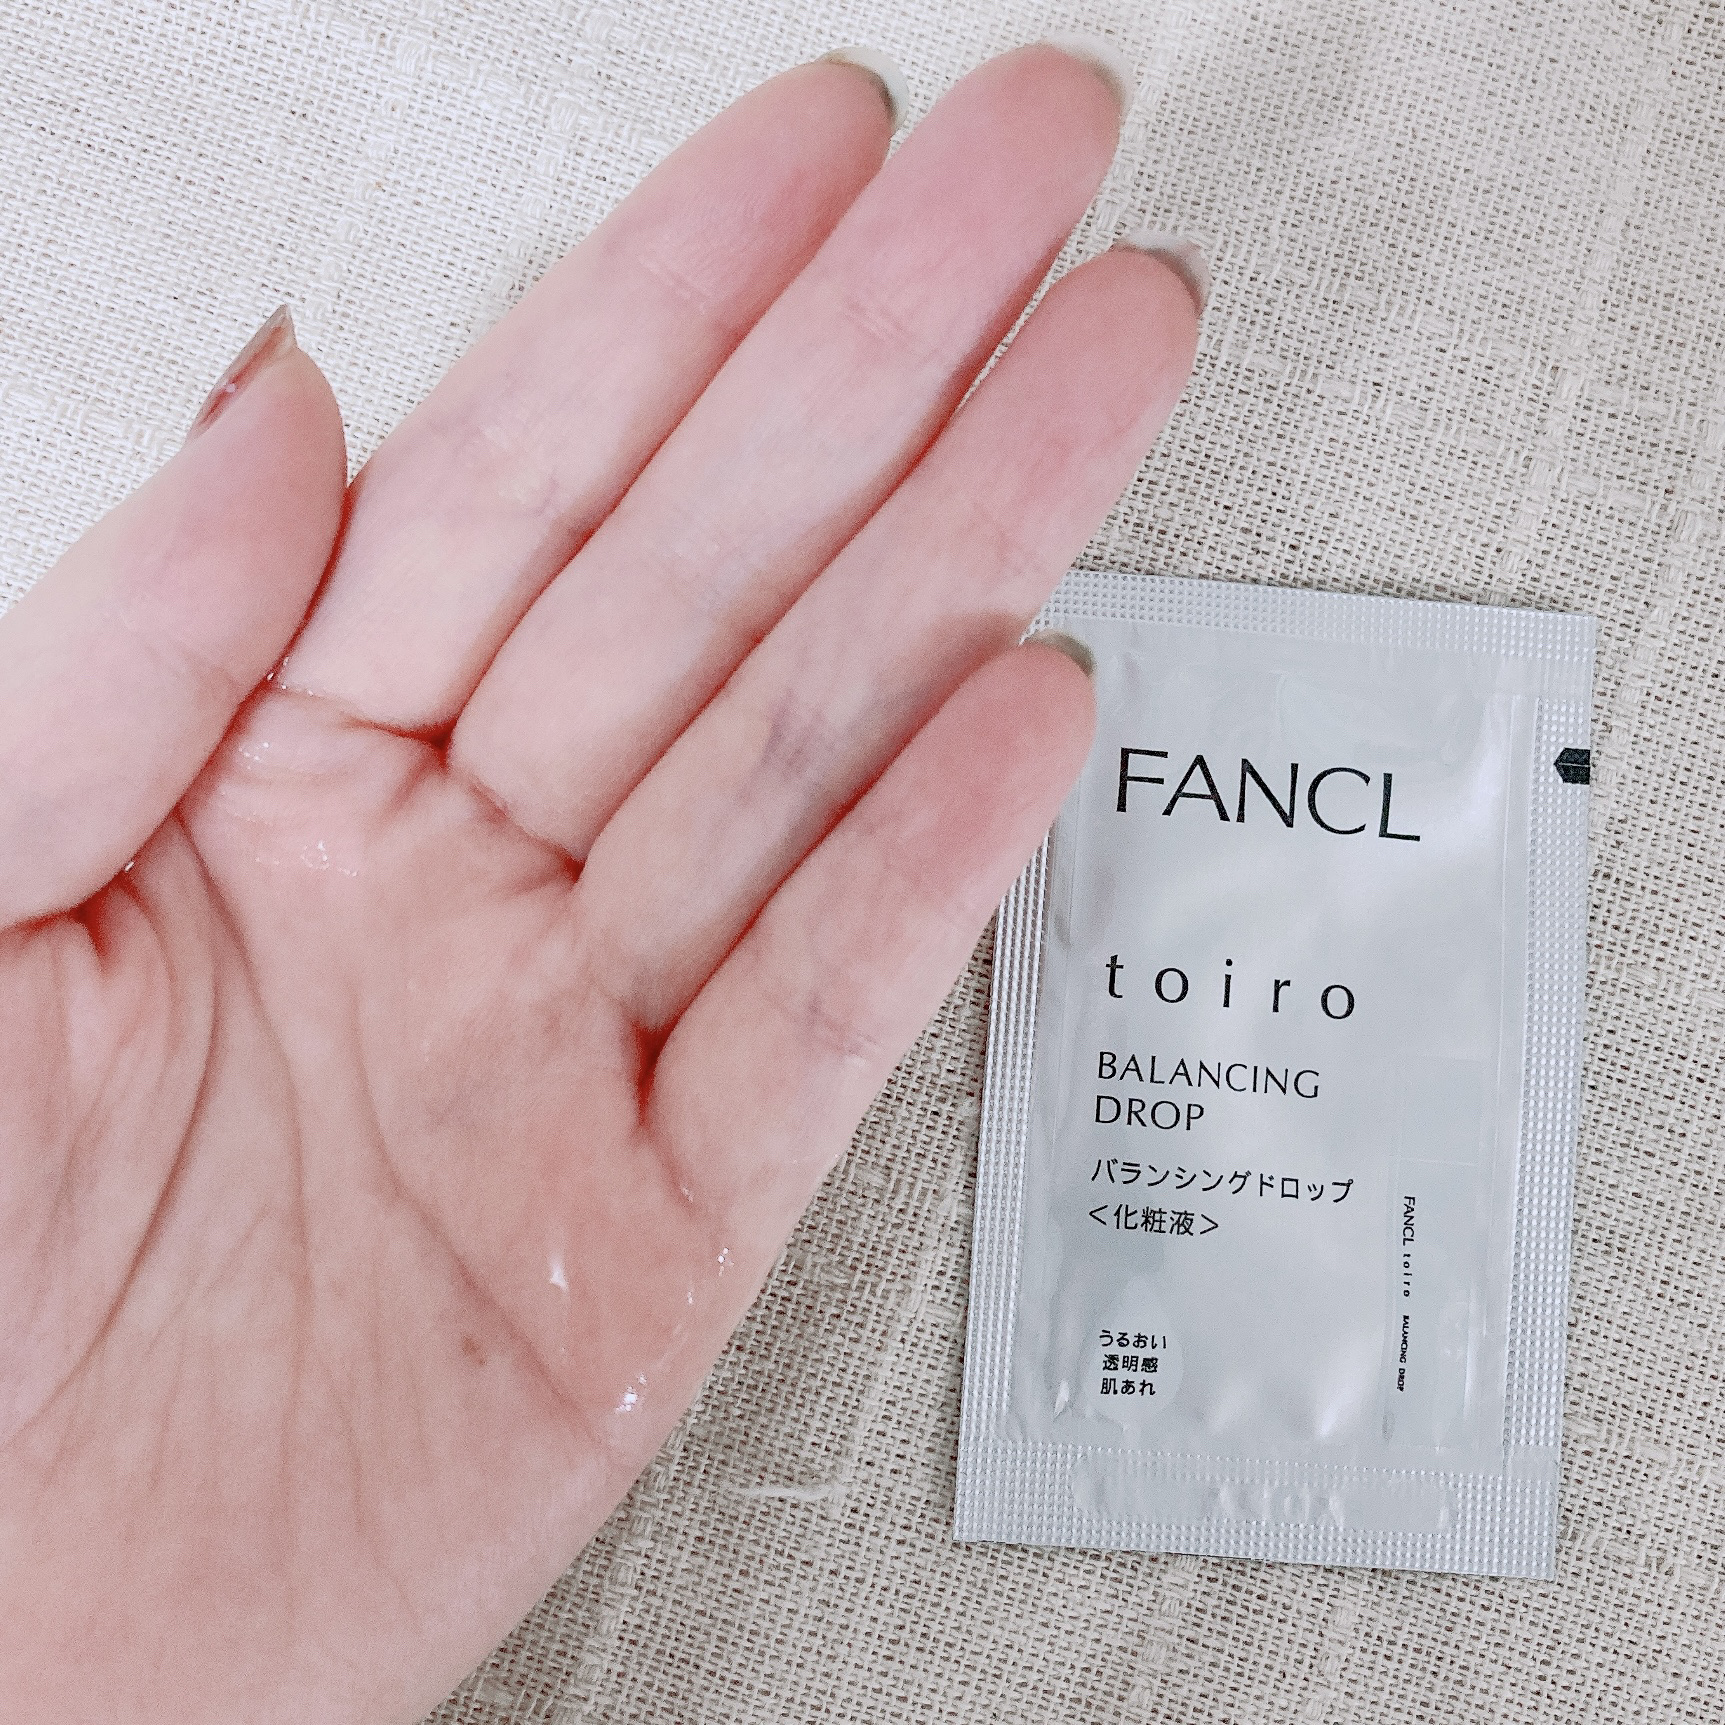 FANCL
toiro
BALANCING
DROP
バランシングドロップ
<化粧液>
うるおい
透明感
肌あれ
FANCL toiro BALANCING DROP